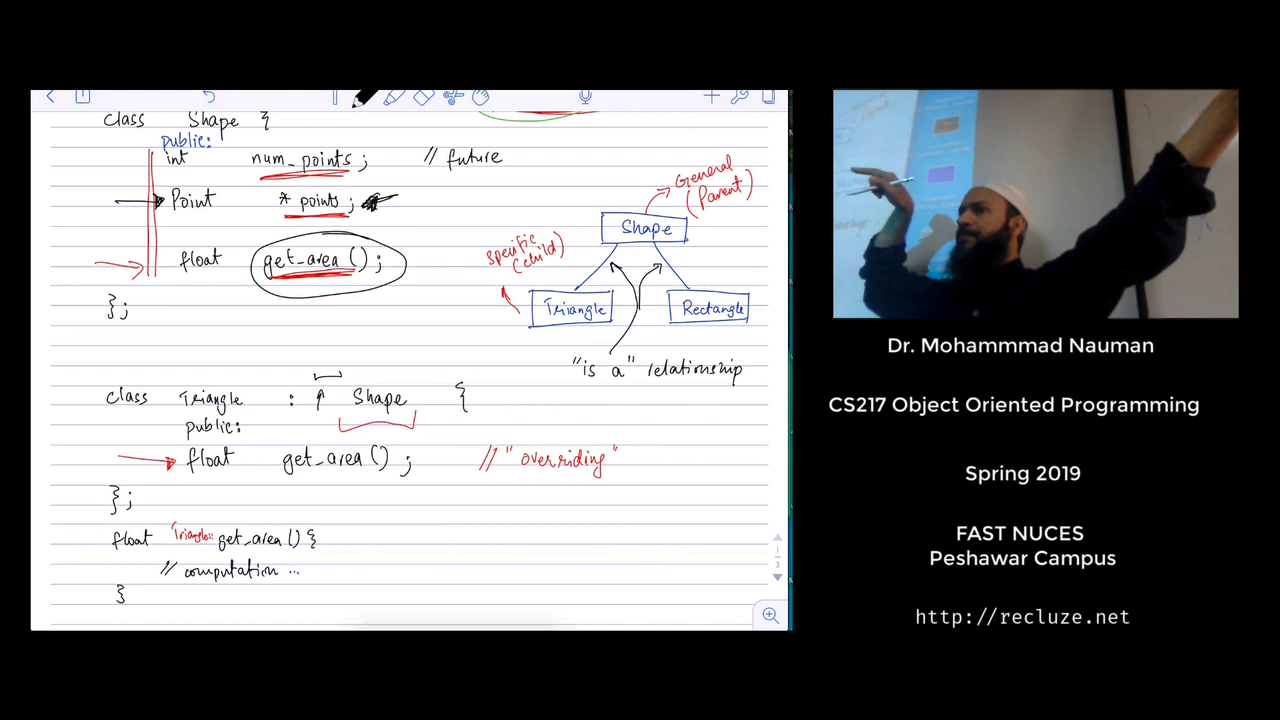 class Shape {
public:
int num_points; // future
Point * points;
float get_area();
};
General
(Parent)
Shape
specific
(child)
Triangle
Rectangle
"is a" relationship
class Triangle : ↑ Shape {
public:
float get_area(); // "overriding"
};
float Triangle:: get_area() {
// computation ...
}
1
3
Dr. Mohammmad Nauman
CS217 Object Oriented Programming
Spring 2019
FAST NUCES
Peshawar Campus
http://recluze.net